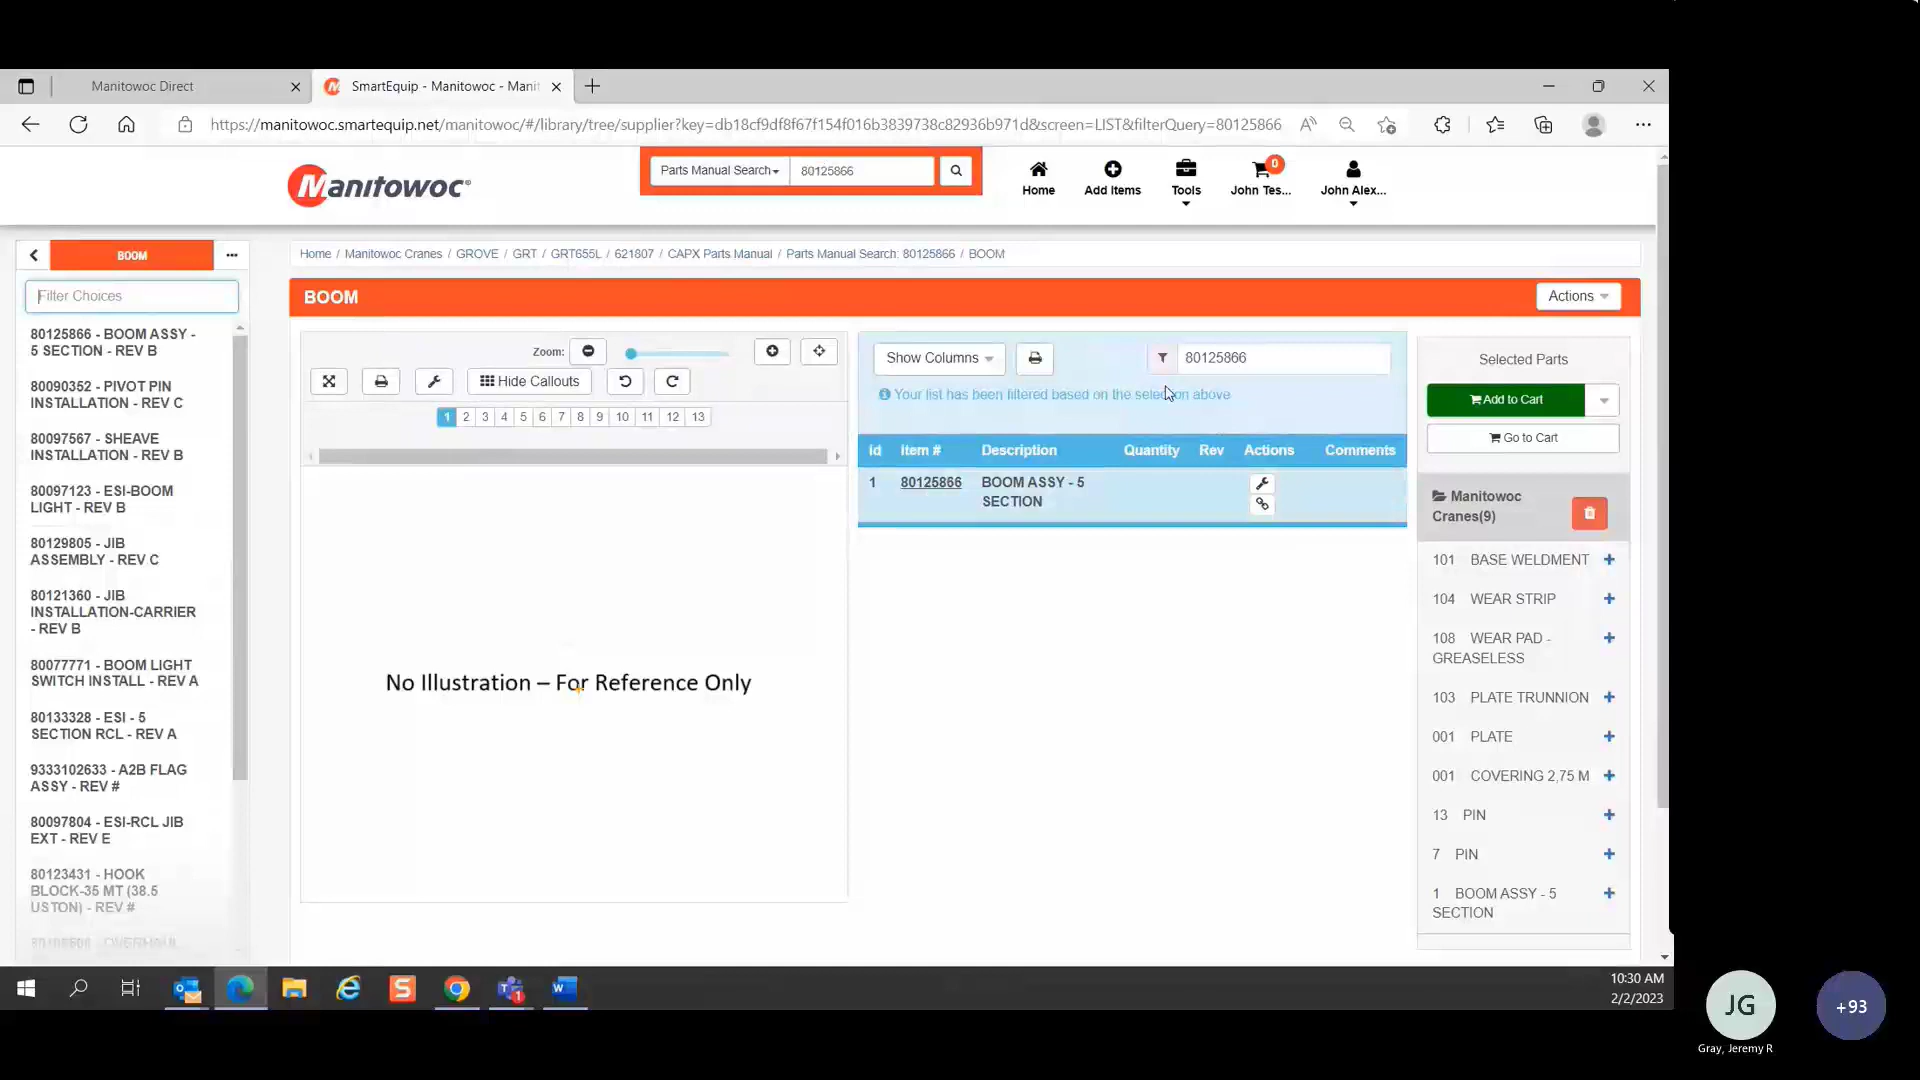 Manitowoc Direct
SmartEquip - Manitowoc - Mani
https://manitowoc.smartequip.net/manitowoc/#/library/tree/supplier?key=db18cf9df8f67f154f016b3839738c82936b971d&screen=LIST&filterQuery=80125866
Manitowoc®
Parts Manual Search
80125866
Home
Add Items
Tools
0
John Tes...
John Alex...
BOOM
Filter Choices
80125866 - BOOM ASSY -
5 SECTION - REV B
80090352 - PIVOT PIN
INSTALLATION - REV C
80097567 - SHEAVE
INSTALLATION - REV B
80097123 - ESI-BOOM
LIGHT - REV B
80129805 - JIB
ASSEMBLY - REV C
80121360 - JIB
INSTALLATION-CARRIER
- REV B
80077771 - BOOM LIGHT
SWITCH INSTALL - REV A
80133328 - ESI - 5
SECTION RCL - REV A
9333102633 - A2B FLAG
ASSY - REV #
80097804 - ESI-RCL JIB
EXT - REV E
80123431 - HOOK
BLOCK-35 MT (38.5
USTON) - REV #
Home / Manitowoc Cranes / GROVE / GRT / GRT655L / 621807 / CAPX Parts Manual / Parts Manual Search: 80125866 / BOOM
BOOM
Actions
Zoom:
Hide Callouts
1 2 3 4 5 6 7 8 9 10 11 12 13
No Illustration – For Reference Only
Show Columns
80125866
Your list has been filtered based on the selection above
Id Item # Description Quantity Rev Actions Comments
1 80125866 BOOM ASSY - 5
SECTION
Selected Parts
Add to Cart
Go to Cart
Manitowoc
Cranes(9)
101 BASE WELDMENT
104 WEAR STRIP
108 WEAR PAD -
GREASELESS
103 PLATE TRUNNION
001 PLATE
001 COVERING 2,75 M
13 PIN
7 PIN
1 BOOM ASSY - 5
SECTION
10:30 AM
2/2/2023
JG
Gray, Jeremy R
+93